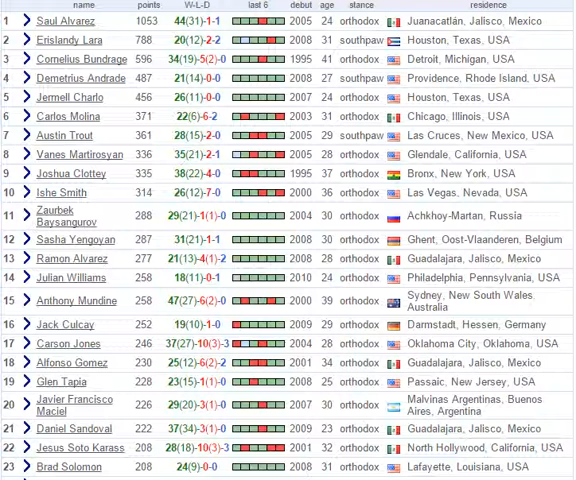 name points W-L-D last 6 debut age stance residence
1 Saul Alvarez 1053 44(31)-1-1 2005 24 orthodox Juanacatlán, Jalisco, Mexico
2 Erislandy Lara 788 20(12)-2-2 2008 31 southpaw Houston, Texas, USA
3 Cornelius Bundrage 596 34(19)-5(2)-0 1995 41 orthodox Detroit, Michigan, USA
4 Demetrius Andrade 487 21(14)-0-0 2008 27 southpaw Providence, Rhode Island, USA
5 Jermell Charlo 456 26(11)-0-0 2007 24 orthodox Houston, Texas, USA
6 Carlos Molina 371 22(6)-6-2 2003 31 orthodox Chicago, Illinois, USA
7 Austin Trout 361 28(15)-2-0 2005 29 southpaw Las Cruces, New Mexico, USA
8 Vanes Martirosyan 336 35(21)-2-1 2005 28 orthodox Glendale, California, USA
9 Joshua Clottey 335 38(22)-4-0 1995 37 orthodox Bronx, New York, USA
10 Ishe Smith 314 26(12)-7-0 2000 36 orthodox Las Vegas, Nevada, USA
11 Zaurbek
Baysangurov 288 29(21)-1(1)-0 2004 30 orthodox Achkhoy-Martan, Russia
12 Sasha Yengoyan 287 31(21)-1-1 2008 30 orthodox Ghent, Oost-Vlaanderen, Belgium
13 Ramon Alvarez 277 21(13)-4(1)-2 2008 28 orthodox Guadalajara, Jalisco, Mexico
14 Julian Williams 258 18(11)-0-1 2010 24 orthodox Philadelphia, Pennsylvania, USA
15 Anthony Mundine 258 47(27)-6(2)-0 2000 39 orthodox Sydney, New South Wales,
Australia
16 Jack Culcay 252 19(10)-1-0 2009 29 orthodox Darmstadt, Hessen, Germany
17 Carson Jones 246 37(27)-10(3)-3 2004 28 orthodox Oklahoma City, Oklahoma, USA
18 Alfonso Gomez 230 25(12)-6(2)-2 2001 34 orthodox Guadalajara, Jalisco, Mexico
19 Glen Tapia 228 23(15)-1(1)-0 2008 25 orthodox Passaic, New Jersey, USA
20 Javier Francisco
Maciel 226 29(20)-3(1)-0 2007 30 orthodox Malvinas Argentinas, Buenos
Aires, Argentina
21 Daniel Sandoval 222 37(34)-3(1)-0 2009 23 orthodox Guadalajara, Jalisco, Mexico
22 Jesus Soto Karass 208 28(18)-10(3)-3 2001 32 orthodox North Hollywood, California, USA
23 Brad Solomon 208 24(9)-0-0 2008 31 orthodox Lafayette, Louisiana, USA